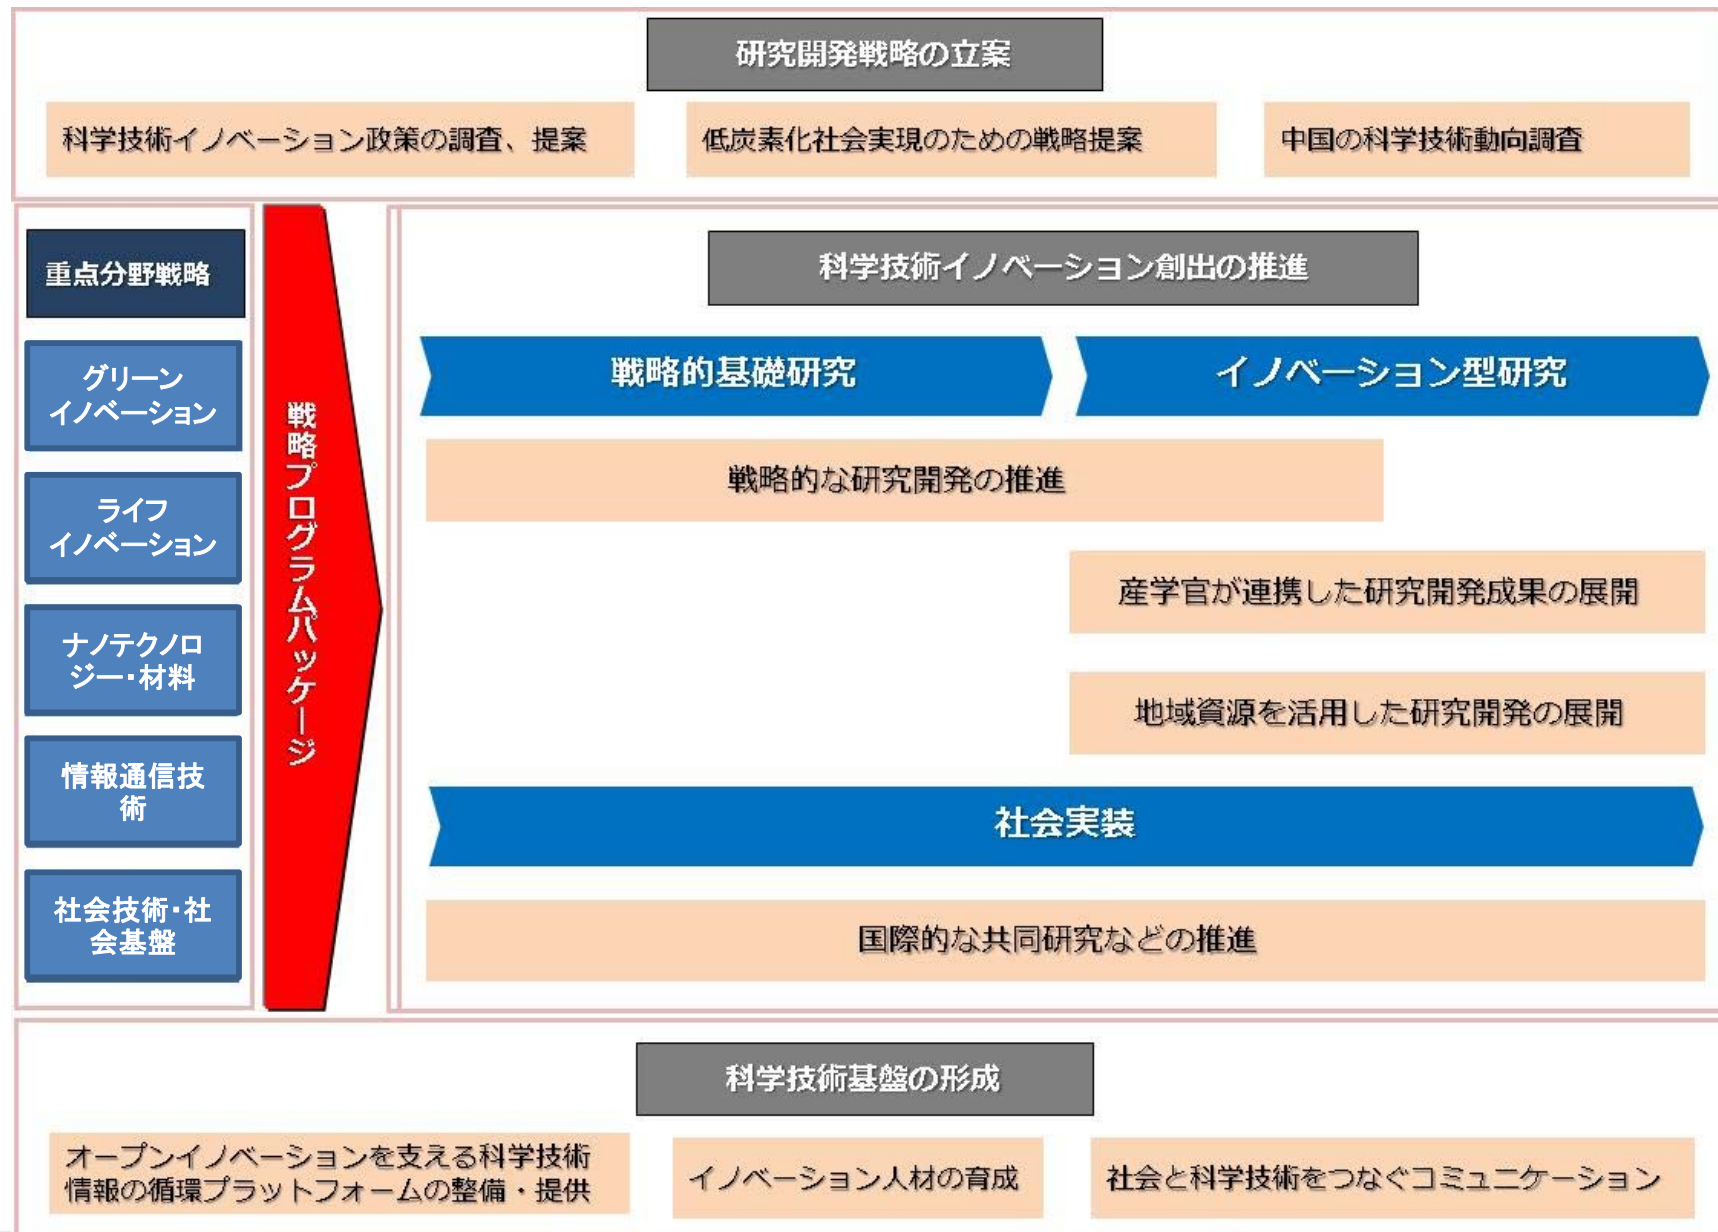 研究開発戦略の立案
科学技術イノベーション政策の調査、提案
低炭素化社会実現のための戦略提案
中国の科学技術動向調査
重点分野戦略
グリーン
イノベーション
ライフ
イノベーション
ナノテクノロ
ジー・材料
情報通信技
術
社会技術・社
会基盤
戦略プログラムパッケージ
科学技術イノベーション創出の推進
戦略的基礎研究
イノベーション型研究
戦略的な研究開発の推進
産学官が連携した研究開発成果の展開
地域資源を活用した研究開発の展開
社会実装
国際的な共同研究などの推進
科学技術基盤の形成
オープンイノベーションを支える科学技術
情報の循環プラットフォームの整備・提供
イノベーション人材の育成
社会と科学技術をつなぐコミュニケーション